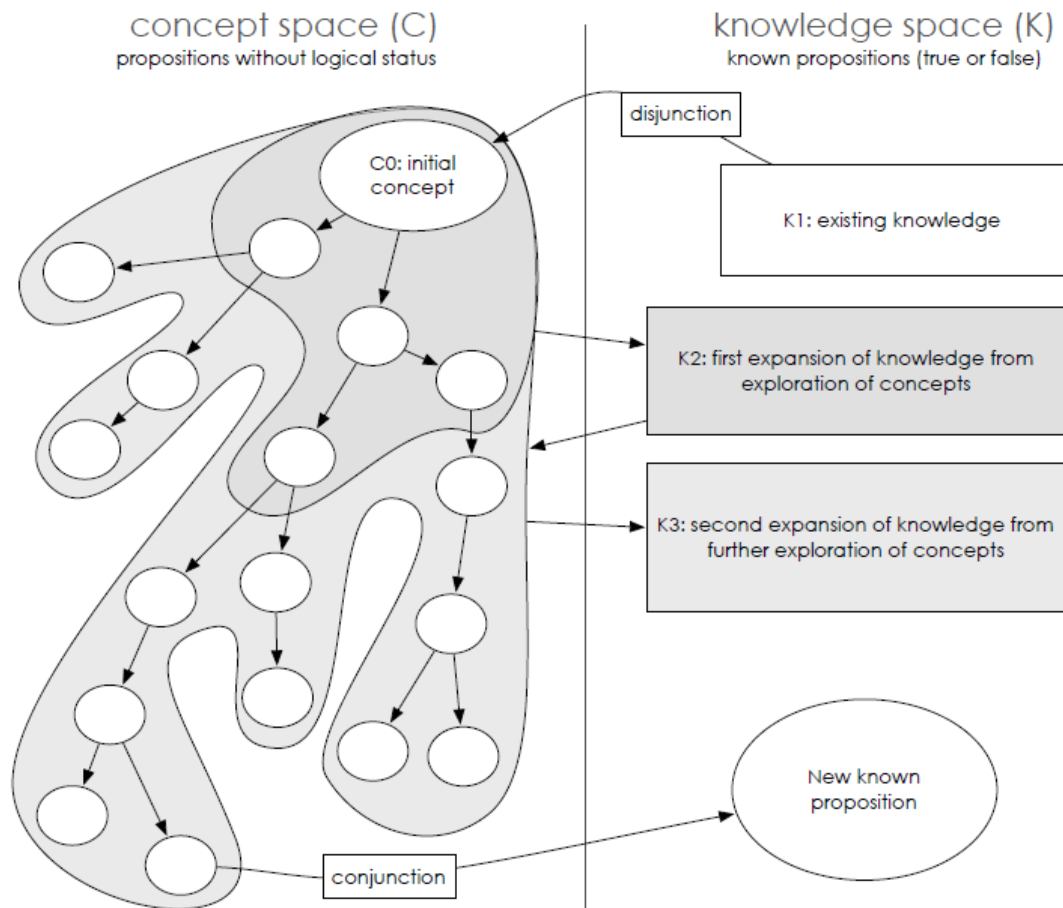 concept space (C)
propositions without logical status
knowledge space (K)
known propositions (true or false)
disjunction
C0: initial
concept
K1: existing knowledge
K2: first expansion of knowledge from
exploration of concepts
K3: second expansion of knowledge from
further exploration of concepts
New known
proposition
conjunction